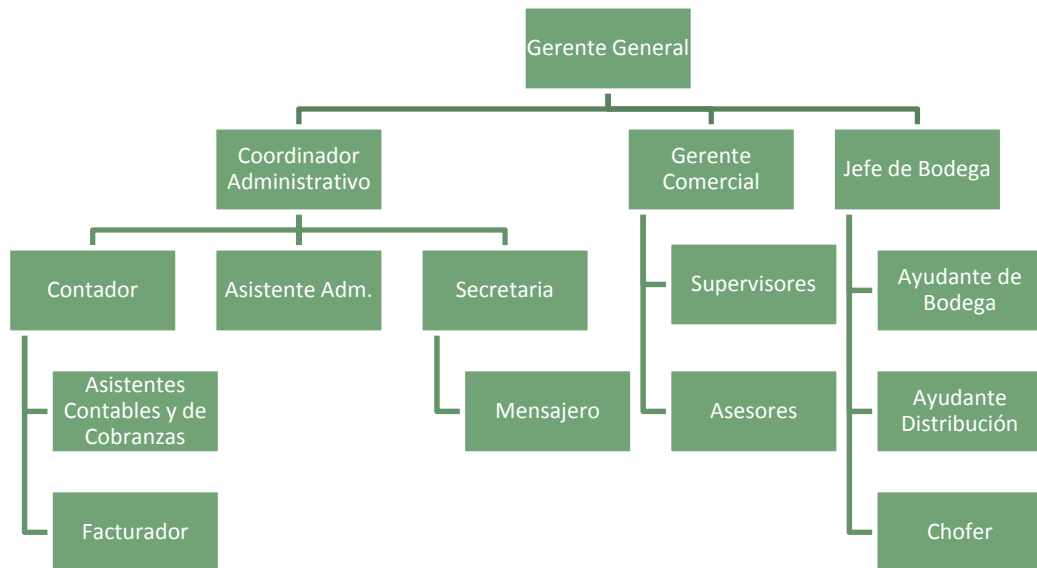 Gerente General
Coordinador
Administrativo
Gerente
Comercial
Jefe de Bodega
Contador
Asistente Adm.
Secretaria
Supervisores
Ayudante de
Bodega
Asistentes
Contables y de
Cobranzas
Mensajero
Asesores
Ayudante
Distribución
Facturador
Chofer